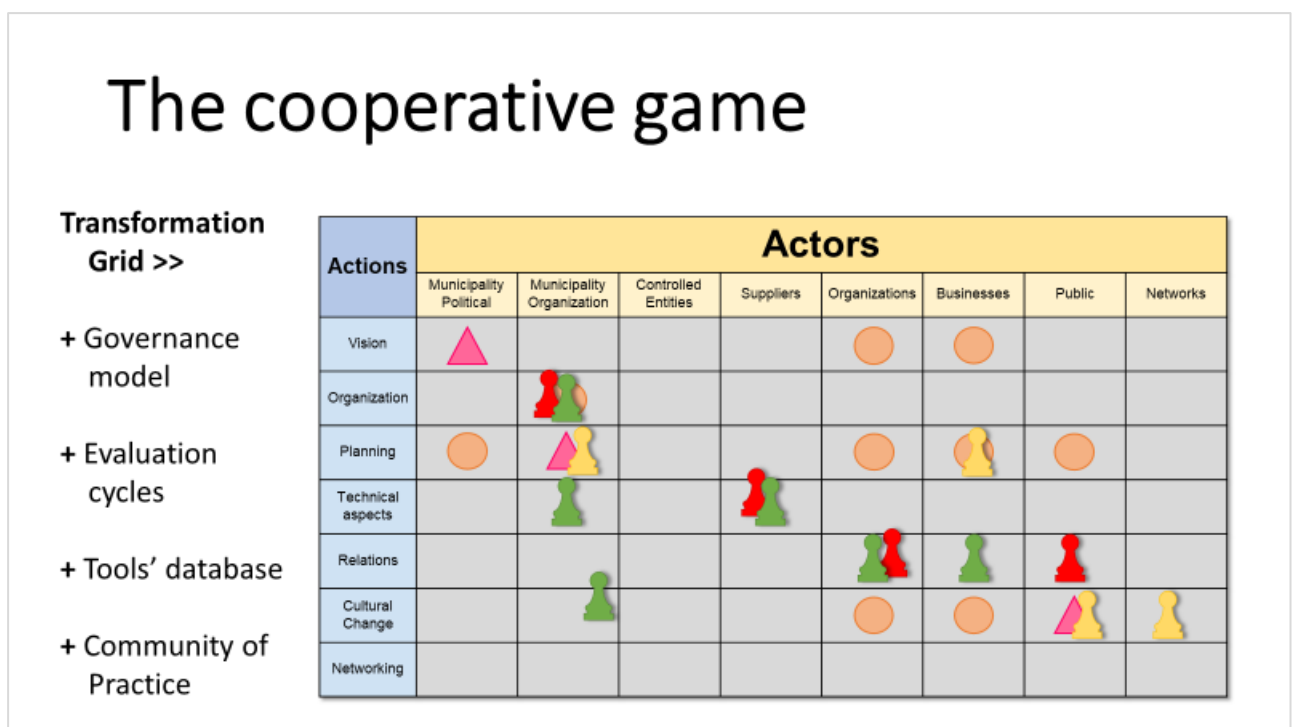 The cooperative game
Transformation
Grid >>
+ Governance
model
+ Evaluation
cycles
+ Tools’ database
+ Community of
Practice
Actions
Actors
Municipality
Political
Municipality
Organization
Controlled
Entities
Suppliers
Organizations
Businesses
Public
Networks
Vision
Organization
Planning
Technical
aspects
Relations
Cultural
Change
Networking